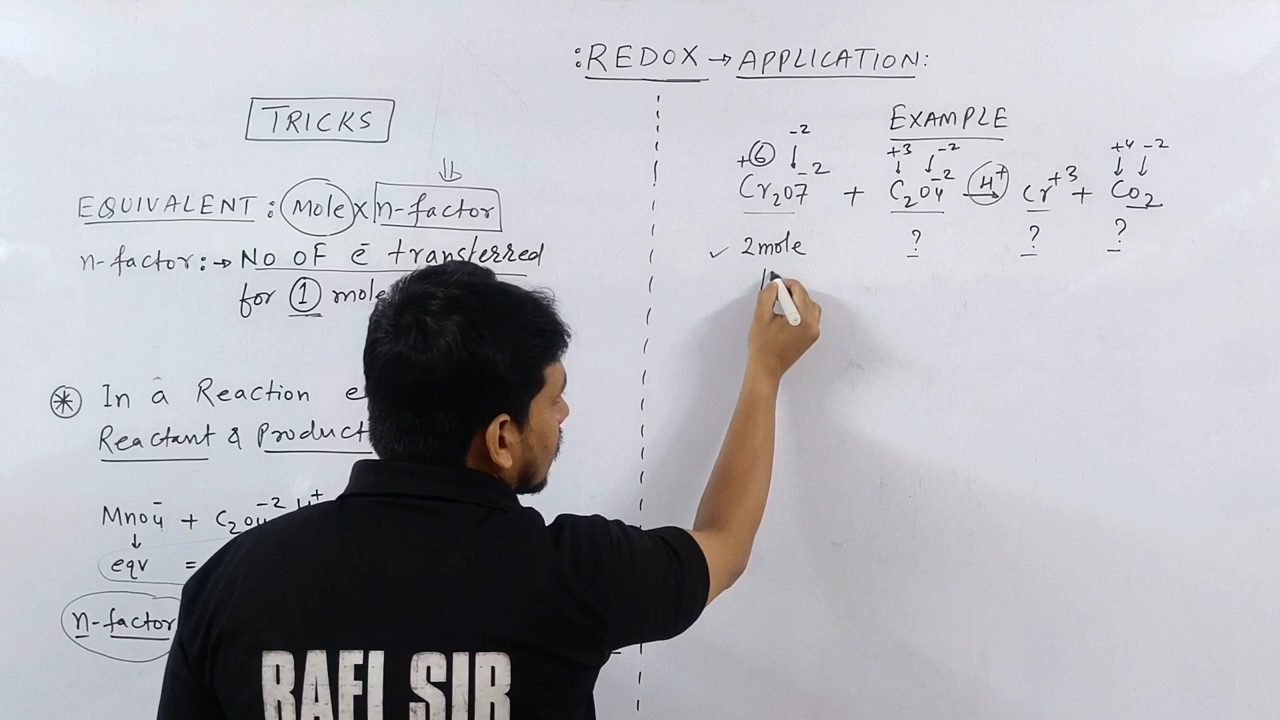 :REDOX → APPLICATION:
TRICKS
EQUIVALENT: Mole x n-factor
n-factor:→ No OF ē transferred
for 1 mole
* In a Reaction e
Reactant & Product
MnO4⁻ + C2O4⁻² H⁺
↓
eqv =
n-factor
EXAMPLE
-2
+6 ↓ +3 -2 +4 -2
↓ ↓ ↓ ↓
Cr2O7⁻² + C2O4⁻² H⁺→ Cr⁺³ + CO2
✓ 2mole ? ? ?
RAFI SIR